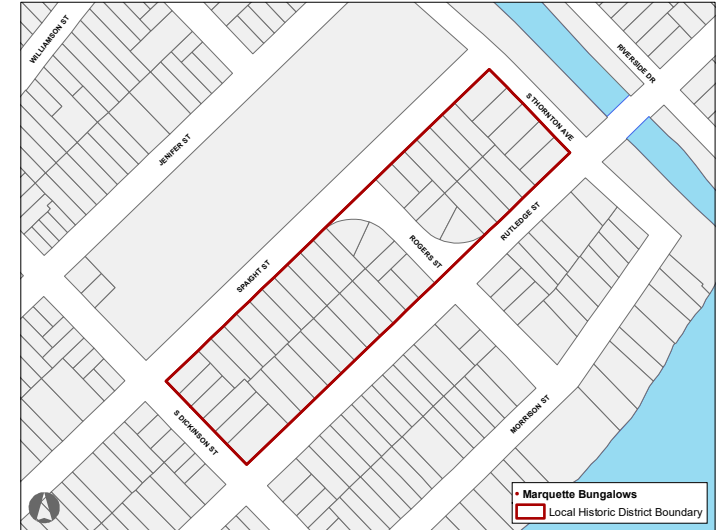 WILLIAMSON ST
RIVERSIDE DR
S THORNTON AVE
JENIFER ST
RUTLEDGE ST
ROGERS ST
SPAIGHT ST
MORRISON ST
S DICKINSON ST
• Marquette Bungalows
Local Historic District Boundary